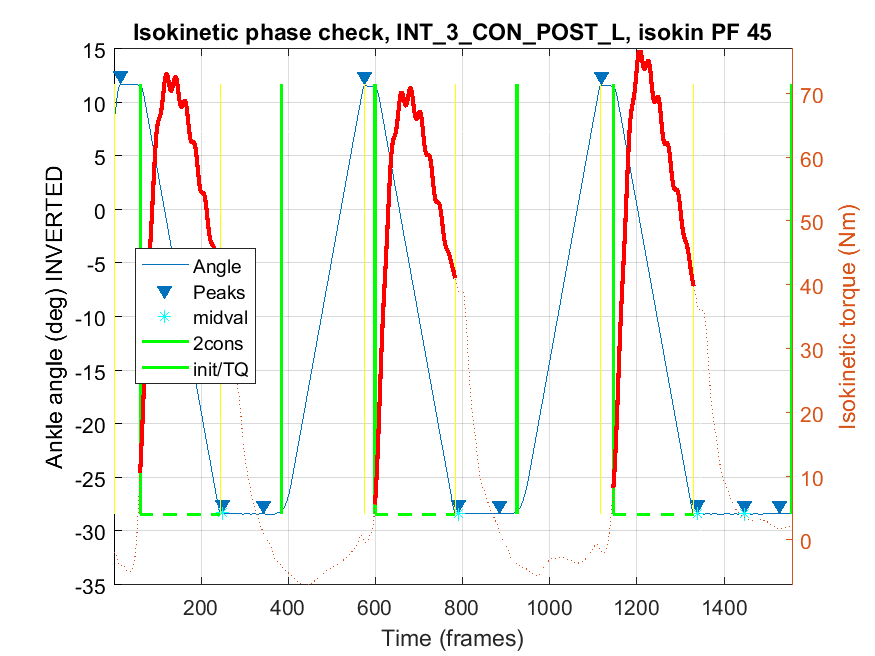 Isokinetic phase check, INT_3_CON_POST_L, isokin PF 45
15
10
5
0
-5
-10
-15
-20
-25
-30
-35
Ankle angle (deg) INVERTED
Angle
Peaks
midval
2cons
init/TQ
70
60
50
40
30
20
10
0
Isokinetic torque (Nm)
200
400
600
800
1000
1200
1400
Time (frames)